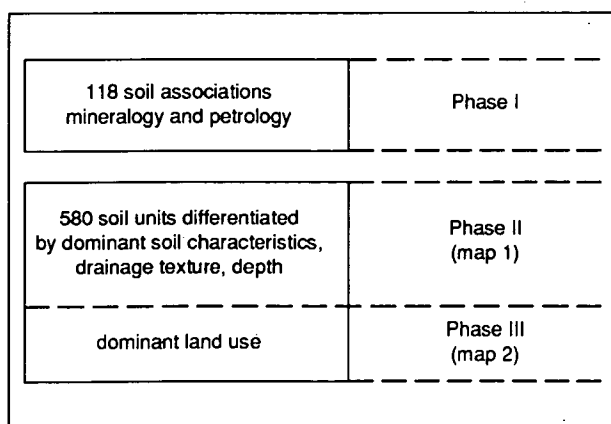 118 soil associations
mineralogy and petrology
Phase I
580 soil units differentiated
by dominant soil characteristics,
drainage texture, depth
Phase II
(map 1)
dominant land use
Phase III
(map 2)